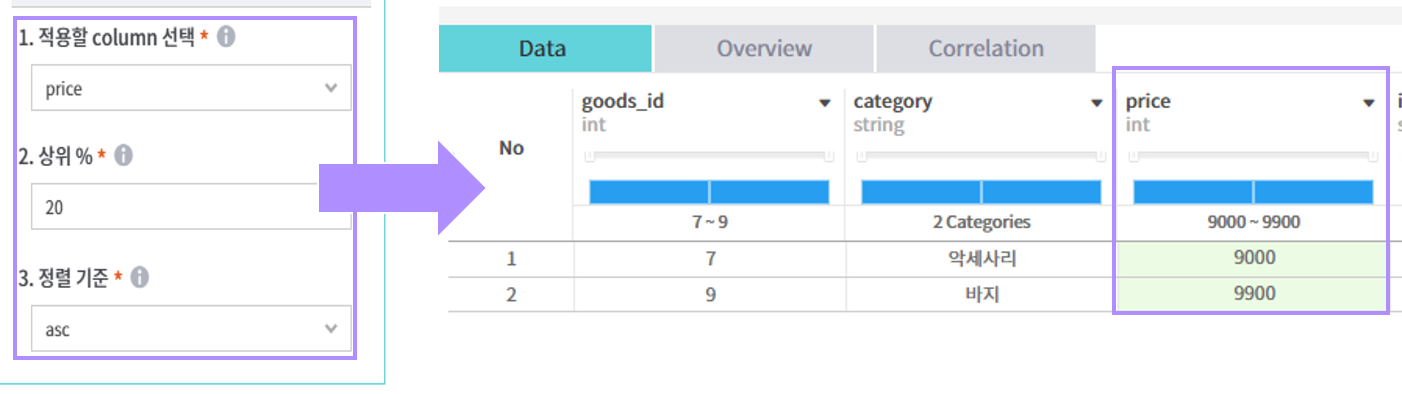 1. 적용할 column 선택 *
price
2. 상위 % *
20
3. 정렬 기준 *
asc
Data Overview Correlation
No
goods_id
int
7 ~ 9
category
string
2 Categories
price
int
9000 ~ 9900
1 7 악세사리 9000
2 9 바지 9900